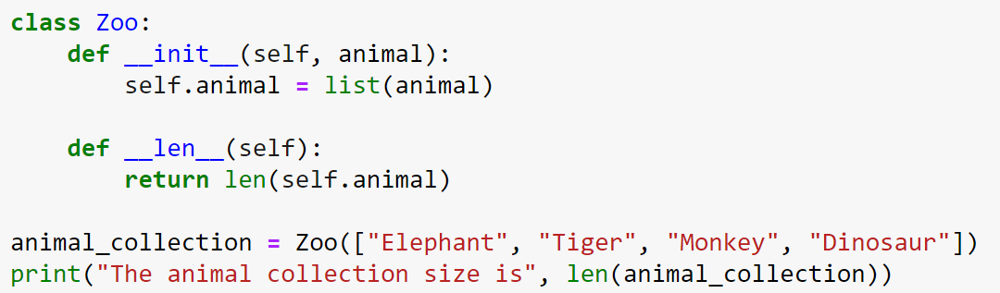 class Zoo:
    def __init__(self, animal):
        self.animal = list(animal)
    def __len__(self):
        return len(self.animal)
animal_collection = Zoo(["Elephant", "Tiger", "Monkey", "Dinosaur"])
print("The animal collection size is", len(animal_collection))